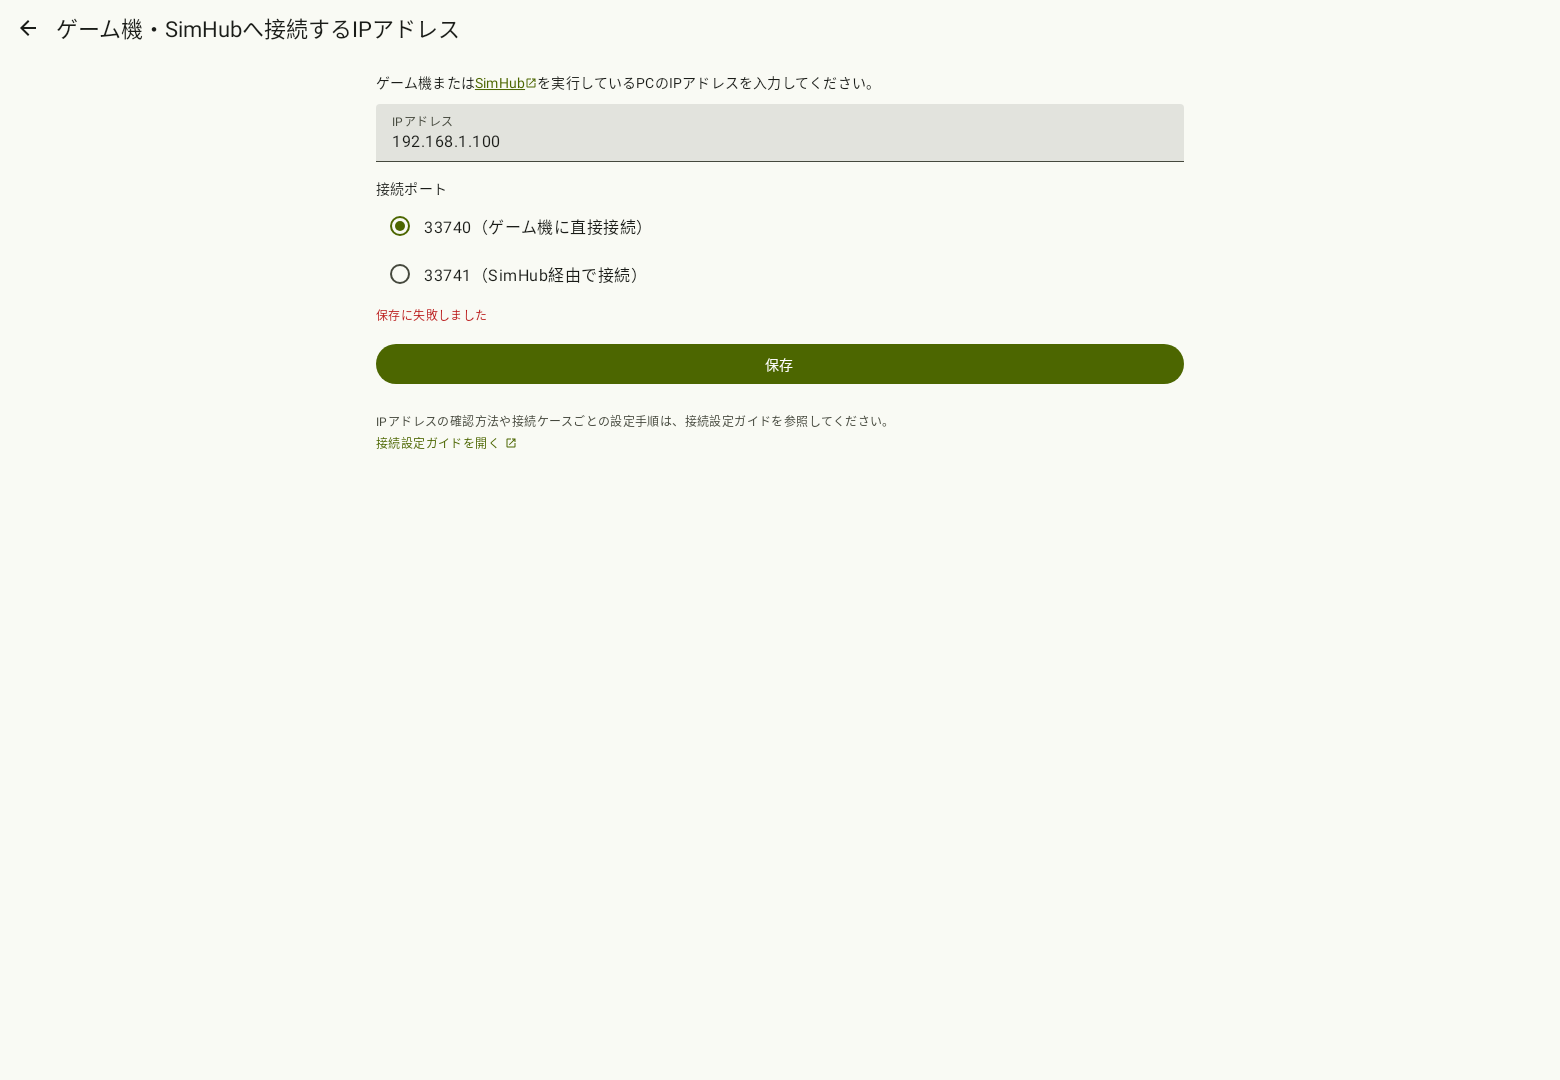 ゲーム機・SimHubへ接続するIPアドレス
ゲーム機またはSimHubを実行しているPCのIPアドレスを入力してください。
IPアドレス
192.168.1.100
接続ポート
33740（ゲーム機に直接接続）
33741（SimHub経由で接続）
保存に失敗しました
保存
IPアドレスの確認方法や接続ケースごとの設定手順は、接続設定ガイドを参照してください。
接続設定ガイドを開く